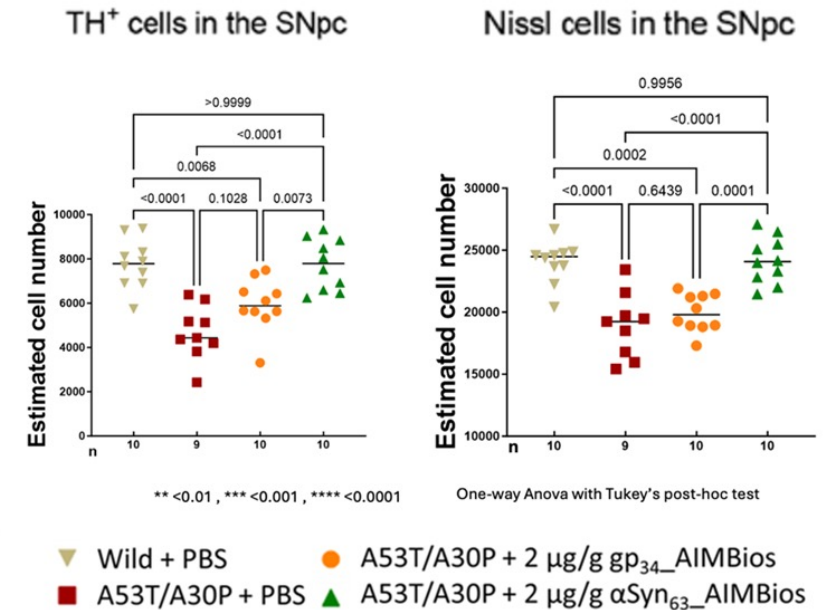 TH⁺ cells in the SNpc
Nissl cells in the SNpc
>0.9999
<0.0001
0.0068
<0.0001 0.1028 0.0073
Estimated cell number
10000
8000
6000
4000
2000
0
n 10 9 10 10
0.9956
<0.0001
0.0002
<0.0001 0.6439 0.0001
Estimated cell number
30000
25000
20000
15000
10000
n 10 9 10 10
** <0.01 , *** <0.001 , **** <0.0001
One-way Anova with Tukey's post-hoc test
Wild + PBS
A53T/A30P + 2 µg/g gp₃₄_AIMBios
A53T/A30P + PBS
A53T/A30P + 2 µg/g αSyn₆₃_AIMBios